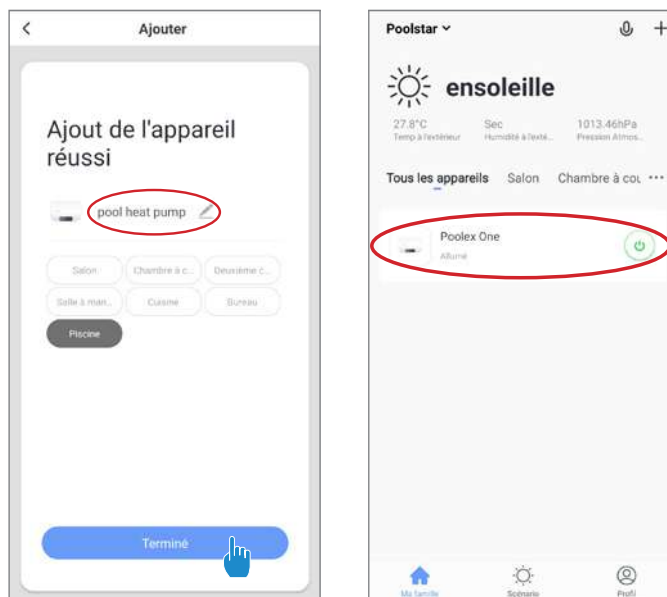 Ajouter
Ajout de l'appareil
réussi
pool heat pump
Salon
Chambre à c...
Deuxième c...
Salle à man...
Cuisine
Bureau
Piscine
Terminé
Poolstar
ensoleille
27.8°C
Sec
1013.46hPa
Temp à l'extérieur
Humidité à l'exté...
Pression Atmos...
Tous les appareils
Salon
Chambre à cou
Poolex One
Allumé
Ma famille
Scénario
Profil